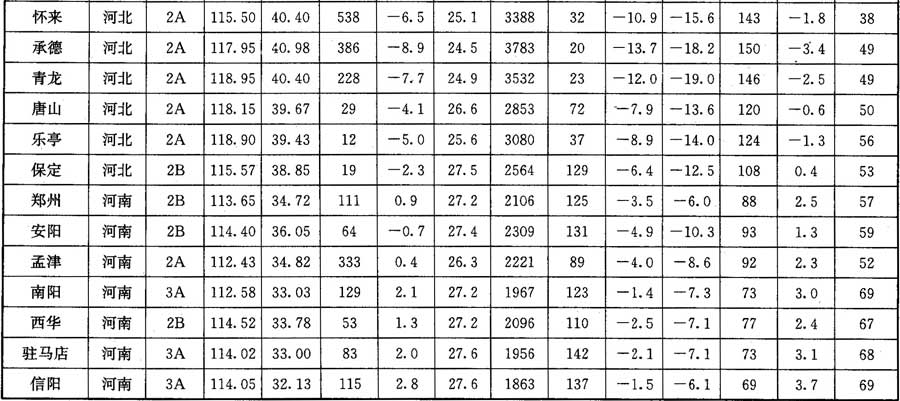 怀来 河北 2A 115.50 40.40 538 −6.5 25.1 3388 32 −10.9 −15.6 143 −1.8 38
承德 河北 2A 117.95 40.98 386 −8.9 24.5 3783 20 −13.7 −18.2 150 −3.4 49
青龙 河北 2A 118.95 40.40 228 −7.7 24.9 3532 23 −12.0 −19.0 146 −2.5 49
唐山 河北 2A 118.15 39.67 29 −4.1 26.6 2853 72 −7.9 −13.6 120 −0.6 50
乐亭 河北 2A 118.90 39.43 12 −5.0 25.6 3080 37 −8.9 −14.0 124 −1.3 56
保定 河北 2B 115.57 38.85 19 −2.3 27.5 2564 129 −6.4 −12.5 108 0.4 53
郑州 河南 2B 113.65 34.72 111 0.9 27.2 2106 125 −3.5 −6.0 88 2.5 57
安阳 河南 2B 114.40 36.05 64 −0.7 27.4 2309 131 −4.9 −10.3 93 1.3 59
孟津 河南 2A 112.43 34.82 333 0.4 26.3 2221 89 −4.0 −8.6 92 2.3 52
南阳 河南 3A 112.58 33.03 129 2.1 27.2 1967 123 −1.4 −7.3 73 3.0 69
西华 河南 2B 114.52 33.78 53 1.3 27.2 2096 110 −2.5 −7.1 77 2.4 67
驻马店 河南 3A 114.02 33.00 83 2.0 27.6 1956 142 −2.1 −7.1 73 3.1 68
信阳 河南 3A 114.05 32.13 115 2.8 27.6 1863 137 −1.5 −6.1 69 3.7 69